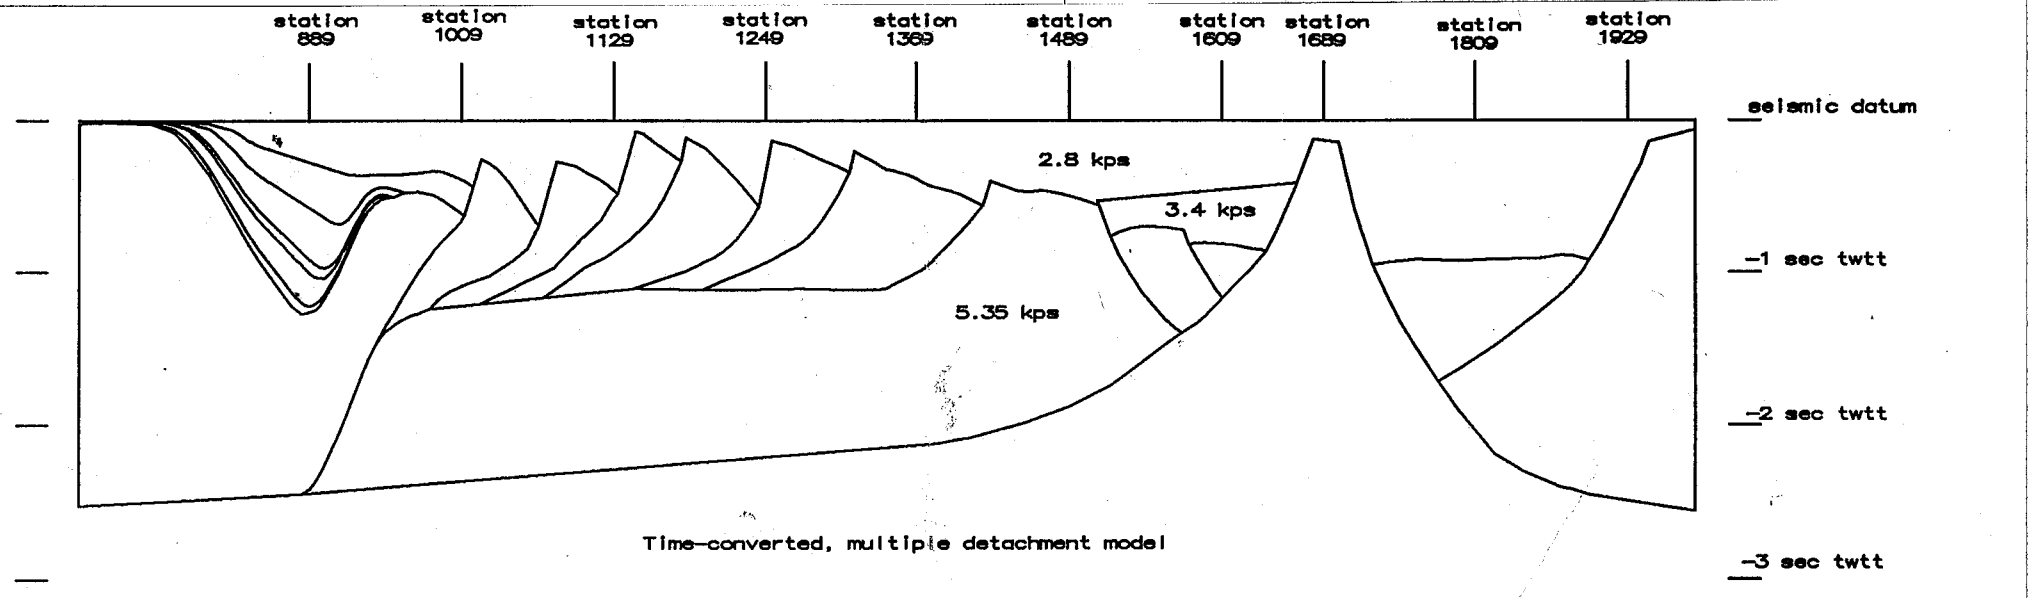 station station station station station station station station station station
889 1009 1129 1249 1369 1489 1609 1689 1809 1929
seismic datum
2.8 kps
3.4 kps
-1 sec twtt
5.35 kps
-2 sec twtt
Time-converted, multiple detachment model
-3 sec twtt